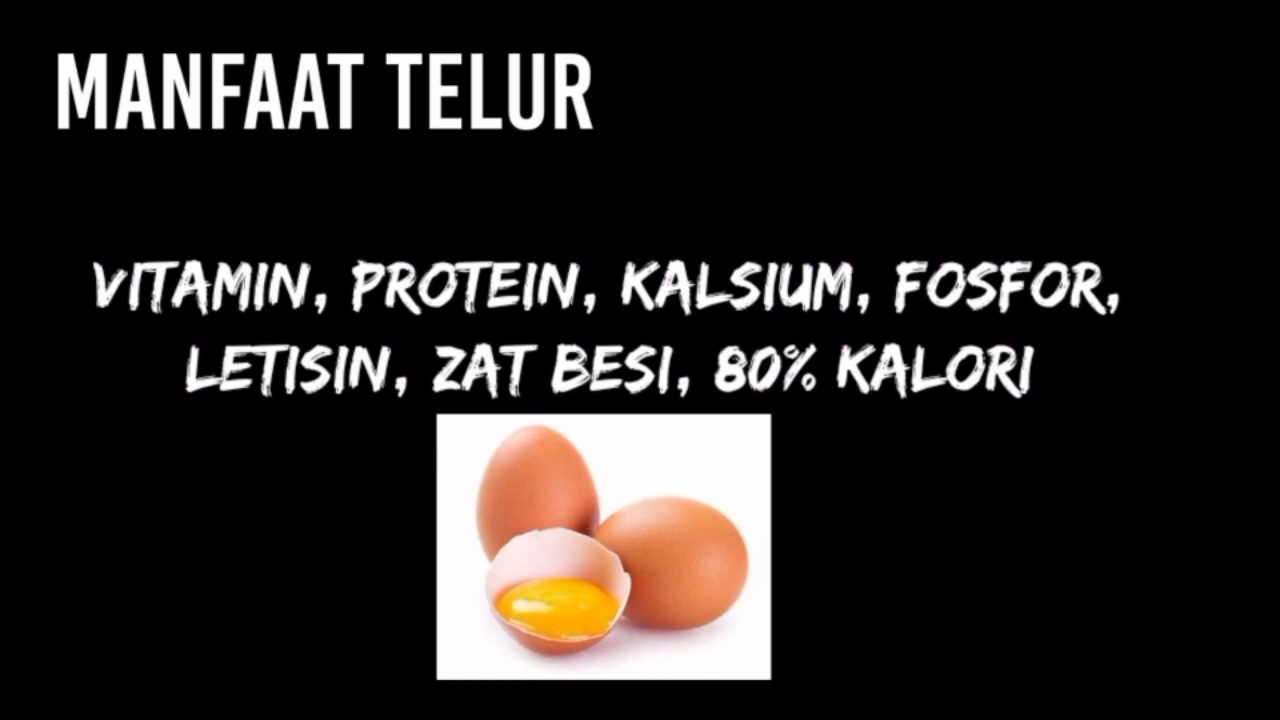 MANFAAT TELUR
VITAMIN, PROTEIN, KALSIUM, FOSFOR,
LETISIN, ZAT BESI, 80% KALORI